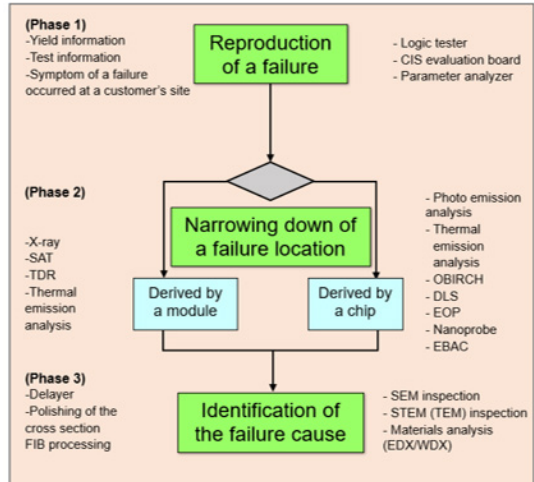 (Phase 1)
-Yield information
-Test information
-Symptom of a failure
occurred at a customer's site
Reproduction
of a failure
- Logic tester
- CIS evaluation board
- Parameter analyzer
(Phase 2)
-X-ray
-SAT
-TDR
-Thermal
emission
analysis
Narrowing down of
a failure location
Derived by
a module
Derived by
a chip
- Photo emission
analysis
- Thermal
emission
analysis
- OBIRCH
- DLS
- EOP
- Nanoprobe
- EBAC
(Phase 3)
-Delayer
-Polishing of the
cross section
FIB processing
Identification of
the failure cause
- SEM inspection
- STEM (TEM) inspection
- Materials analysis
(EDX/WDX)